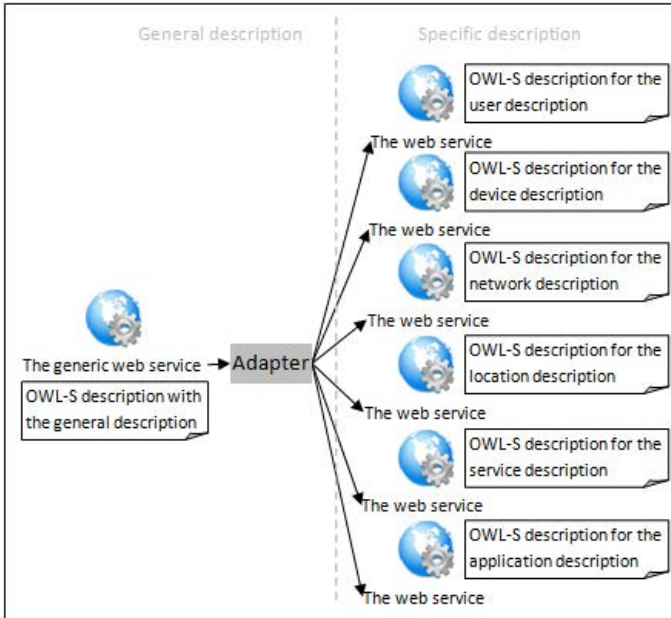 General description
Specific description
OWL-S description for the
user description
The web service
OWL-S description for the
device description
The web service
OWL-S description for the
network description
The web service
OWL-S description for the
location description
The web service
OWL-S description for the
service description
The web service
OWL-S description for the
application description
The web service
The generic web service
Adapter
OWL-S description with
the general description